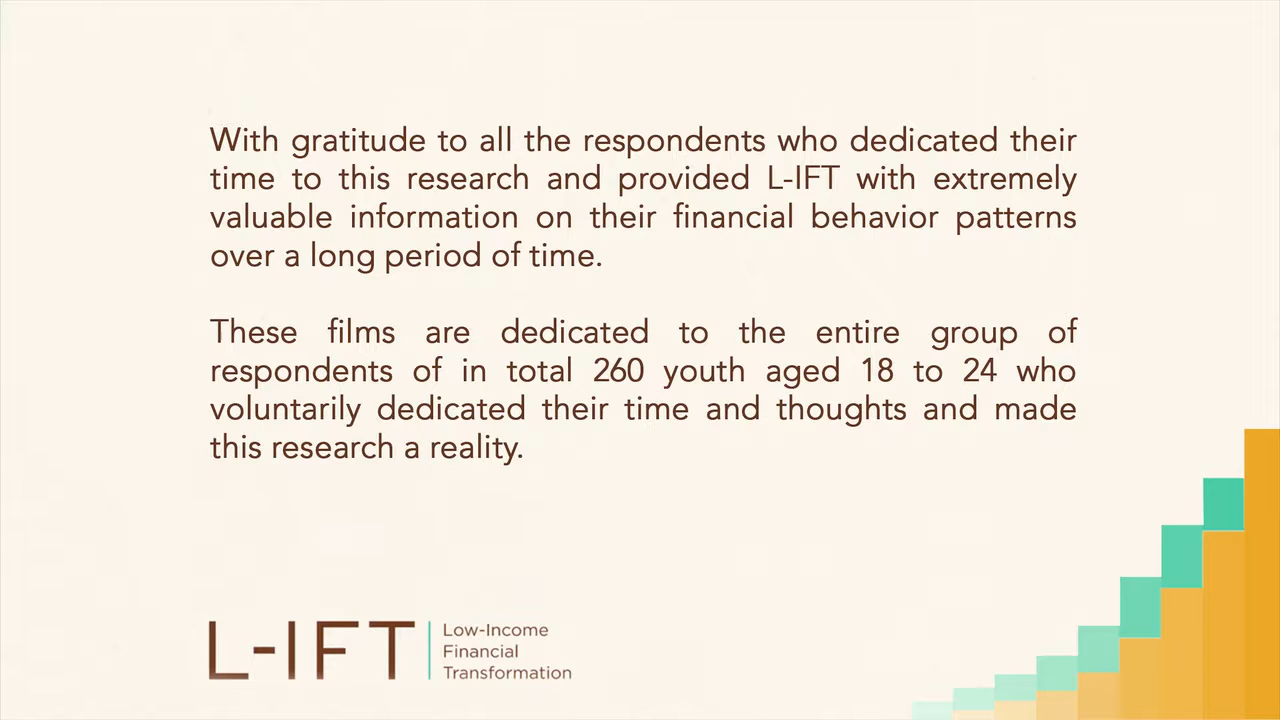 With gratitude to all the respondents who dedicated their
time to this research and provided L-IFT with extremely
valuable information on their financial behavior patterns
over a long period of time.
These films are dedicated to the entire group of
respondents of in total 260 youth aged 18 to 24 who
voluntarily dedicated their time and thoughts and made
this research a reality.
L-IFT
Low-Income
Financial
Transformation